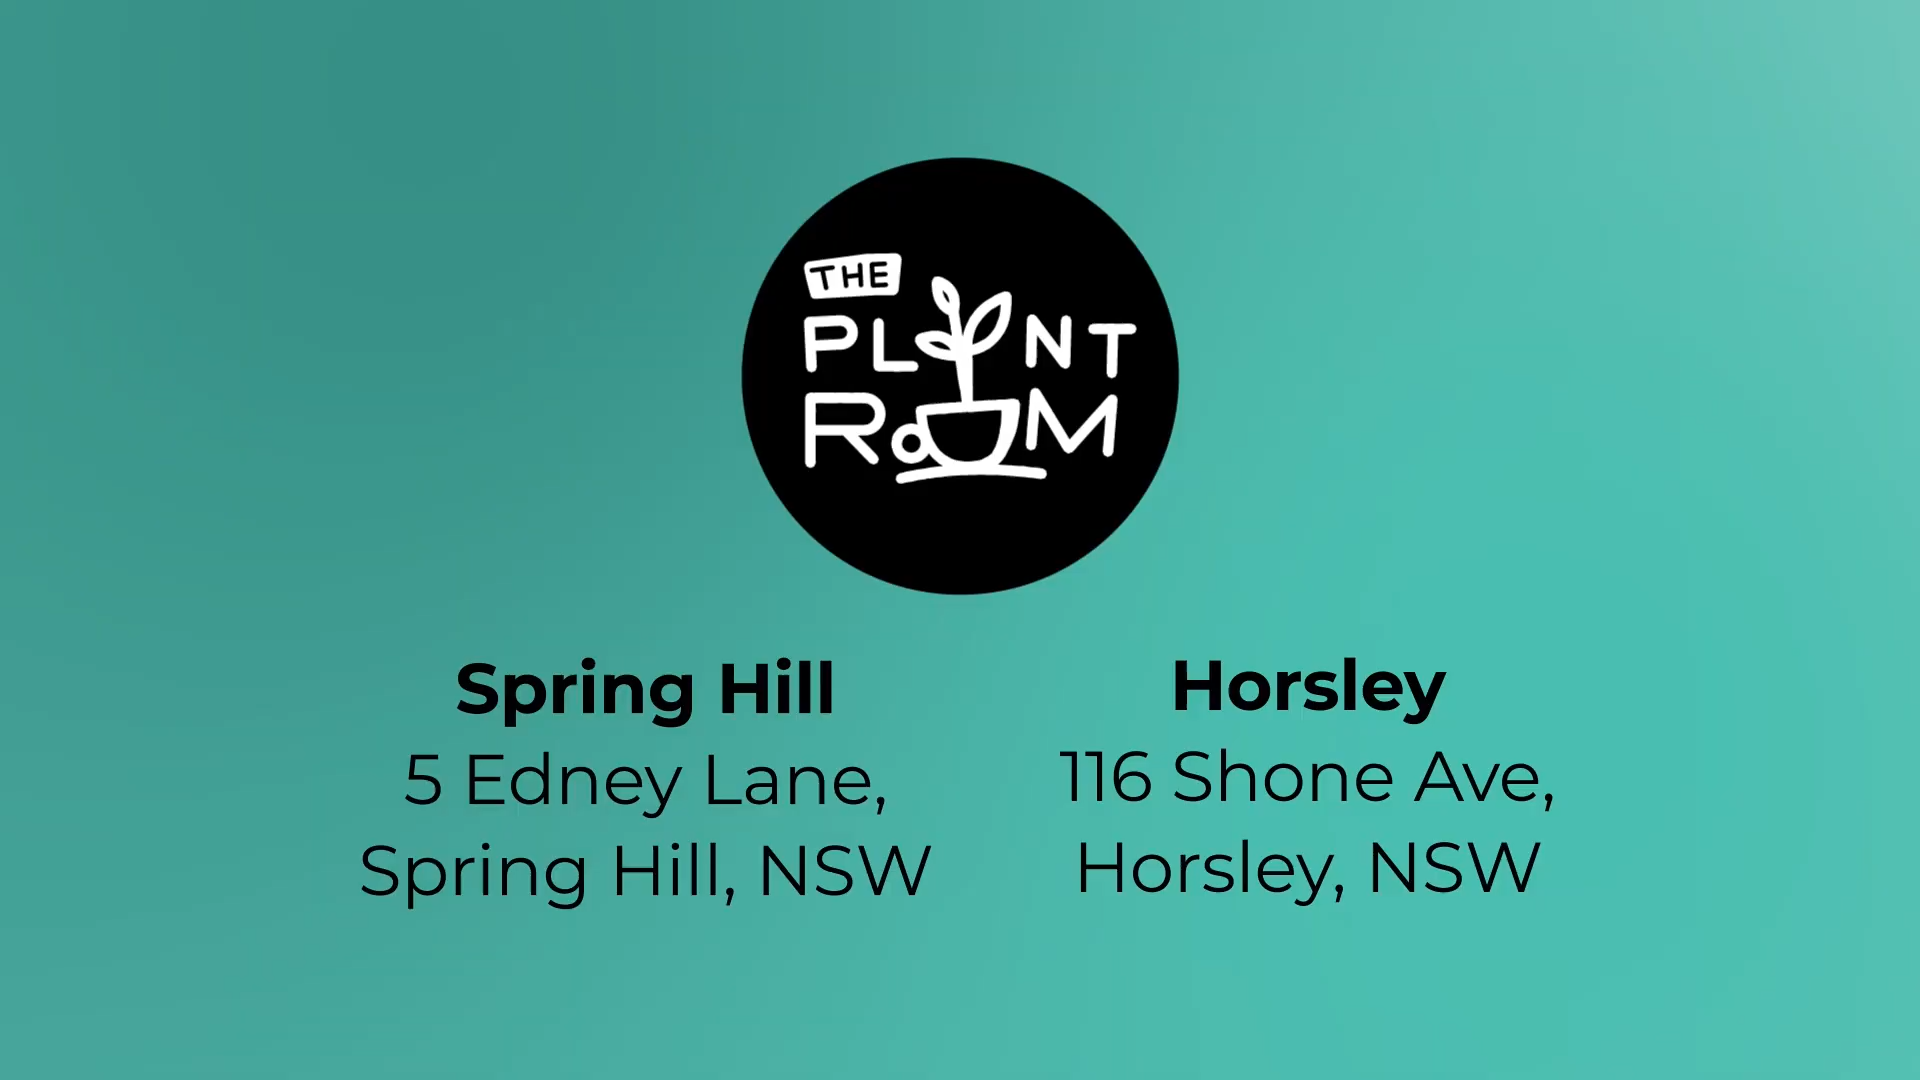 THE
PLANT
ROOM
Spring Hill
5 Edney Lane,
Spring Hill, NSW
Horsley
116 Shone Ave,
Horsley, NSW